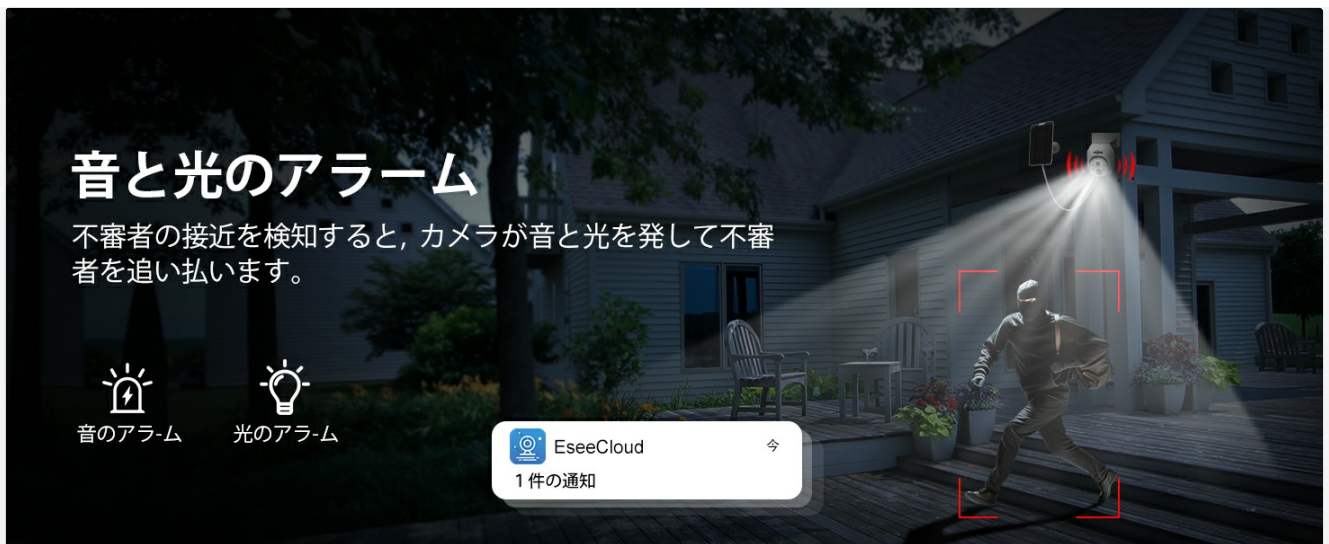 音と光のアラーム
不審者の接近を検知すると, カメラが音と光を発して不審
者を追い払います。
音のアラ-ム
光のアラ-ム
EseeCloud
今
1 件の通知